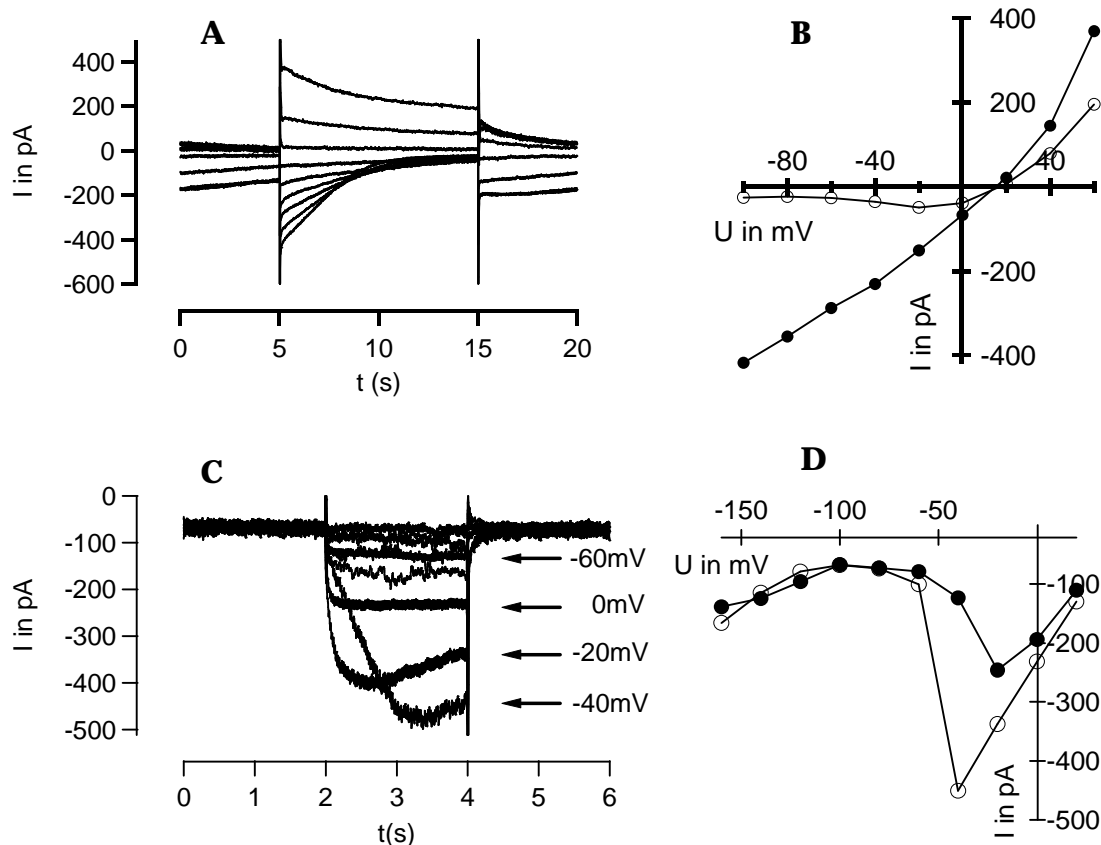 A
I in pA
400
200
0
-200
-400
-600
0 5 10 15 20
t (s)
B
400
200
-80 -40 40
U in mV
-200
-400
I in pA
C
I in pA
0
-100
-200
-300
-400
-500
-60mV
0mV
-20mV
-40mV
0 1 2 3 4 5 6
t(s)
D
-150 -100 -50
U in mV
-100
-200
-300
-400
-500
I in pA